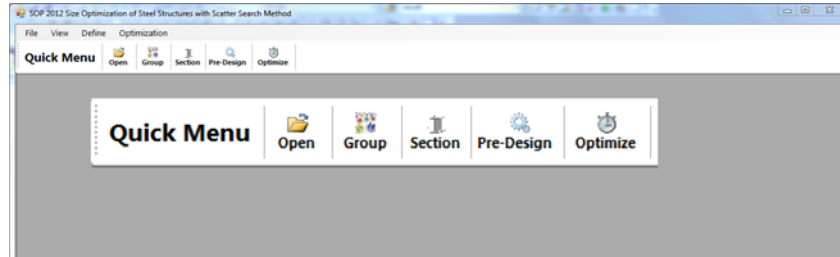 SOP 2012 Size Optimization of Steel Structures with Scatter Search Method
File View Define Optimization
Quick Menu Open Group Section Pre-Design Optimize
Quick Menu Open Group Section Pre-Design Optimize